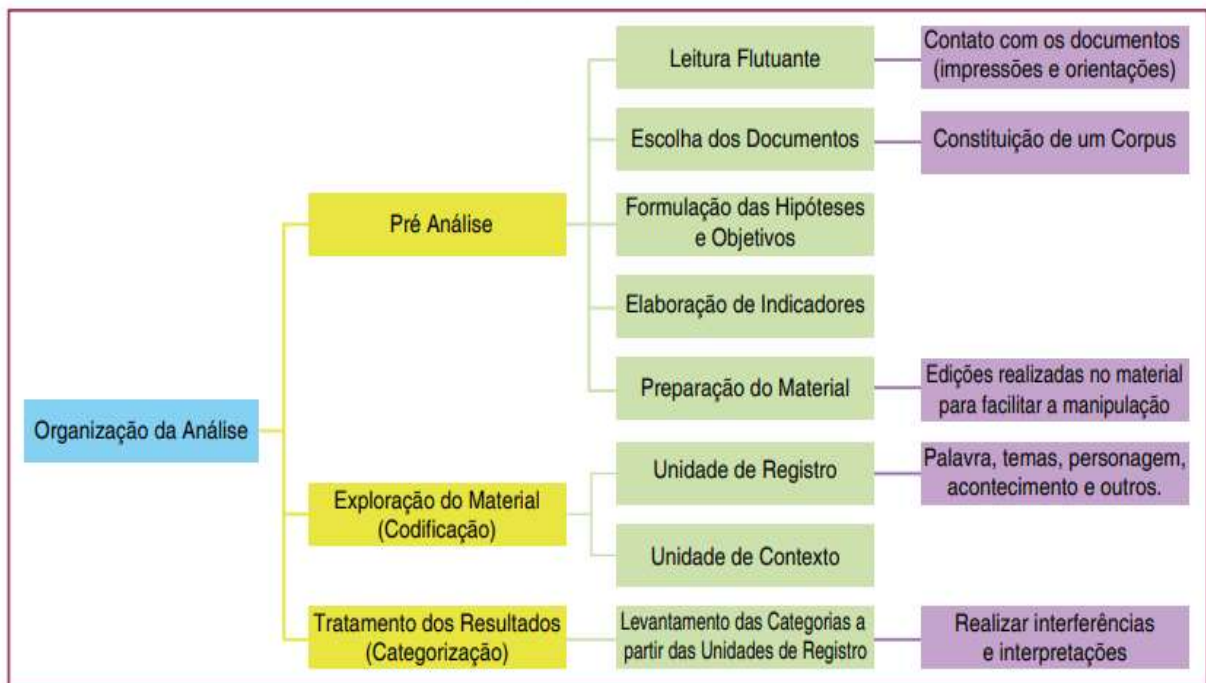 Leitura Flutuante
Contato com os documentos
(impressões e orientações)
Escolha dos Documentos
Constituição de um Corpus
Pré Análise
Formulação das Hipóteses
e Objetivos
Elaboração de Indicadores
Preparação do Material
Edições realizadas no material
para facilitar a manipulação
Organização da Análise
Exploração do Material
(Codificação)
Unidade de Registro
Palavra, temas, personagem,
acontecimento e outros.
Unidade de Contexto
Tratamento dos Resultados
(Categorização)
Levantamento das Categorias a
partir das Unidades de Registro
Realizar interferências
e interpretações